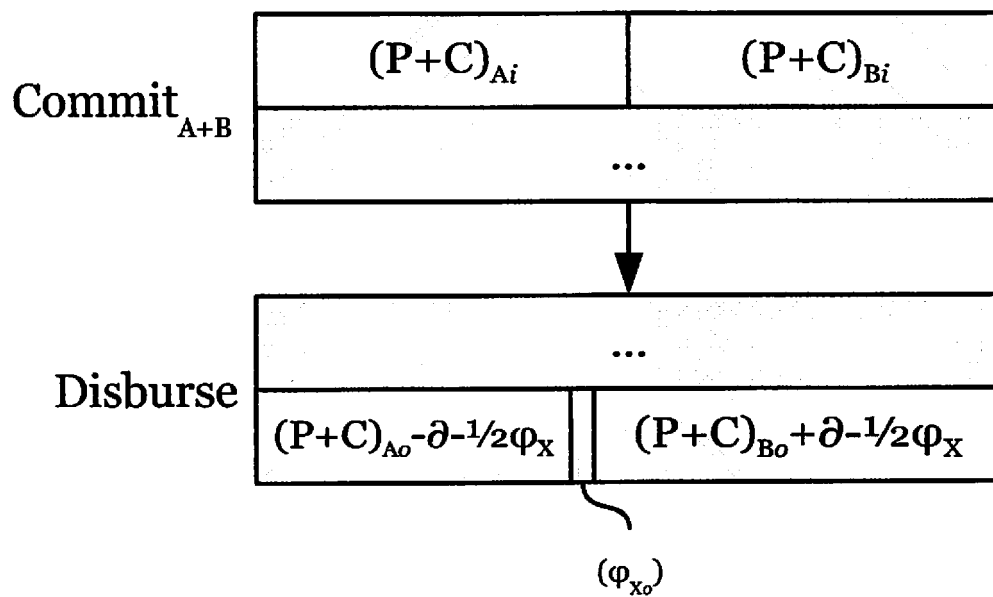 (P+C)Ai (P+C)Bi
CommitA+B
...
...
Disburse
(P+C)Ao-∂-½φX (P+C)Bo+∂-½φX
(φXo)